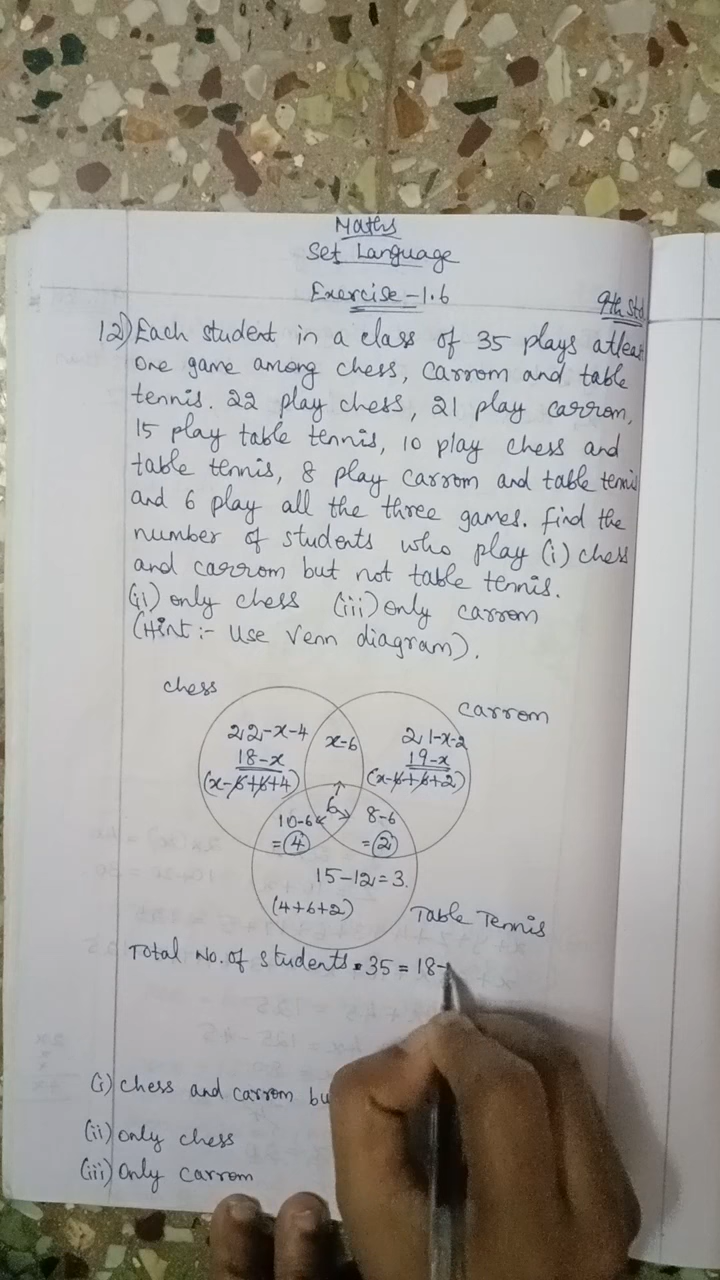 Maths
Set Language
Exercise - 1.6
9th Std.
12) Each student in a class of 35 plays atleast
one game among chess, carrom and table
tennis. 22 play chess, 21 play carrom,
15 play table tennis, 10 play chess and
table tennis, 8 play carrom and table tennis
and 6 play all the three games. find the
number of students who play (i) chess
and carrom but not table tennis.
(ii) only chess (iii) only carrom
(Hint :- Use Venn diagram).
chess
carrom
22-x-4 x-6 21-x-2
18-x 19-x
(x-6+6+4) (x-6+6+2)
6
10-6 8-6
=4 =2
15-12=3.
(4+6+2)
Table Tennis
Total No. of students = 35 = 18-
(i) chess and carrom bu
(ii) only chess
(iii) Only carrom